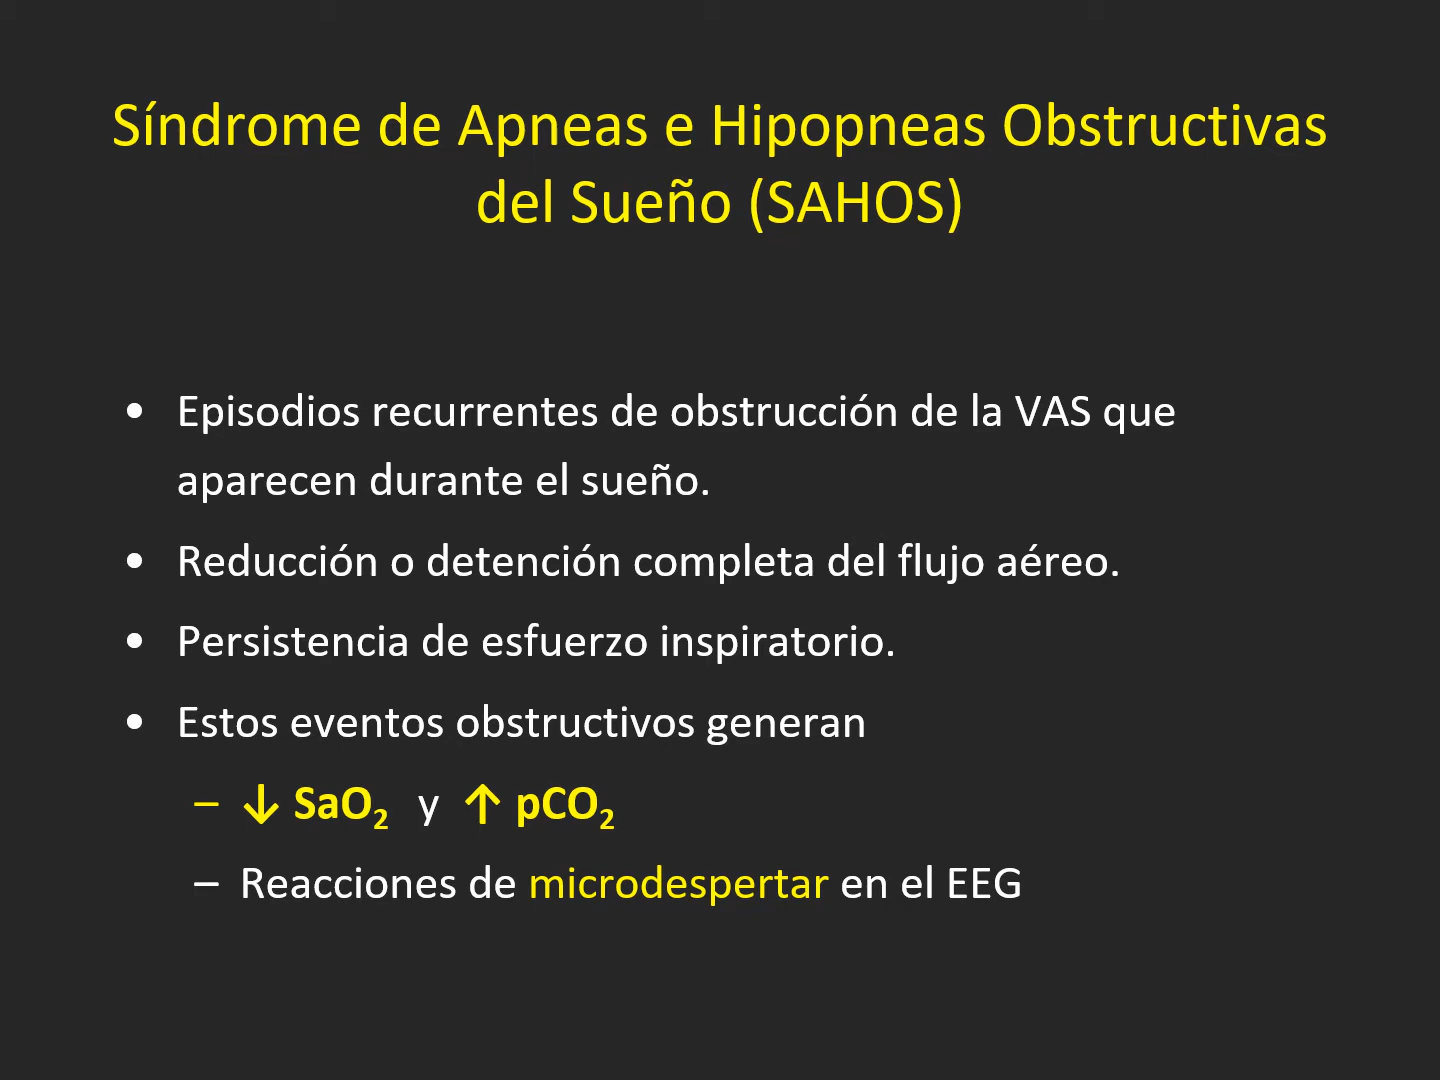 Síndrome de Apneas e Hipopneas Obstructivas
del Sueño (SAHOS)
• Episodios recurrentes de obstrucción de la VAS que
aparecen durante el sueño.
• Reducción o detención completa del flujo aéreo.
• Persistencia de esfuerzo inspiratorio.
• Estos eventos obstructivos generan
– ↓ SaO₂ y ↑ pCO₂
– Reacciones de microdespertar en el EEG